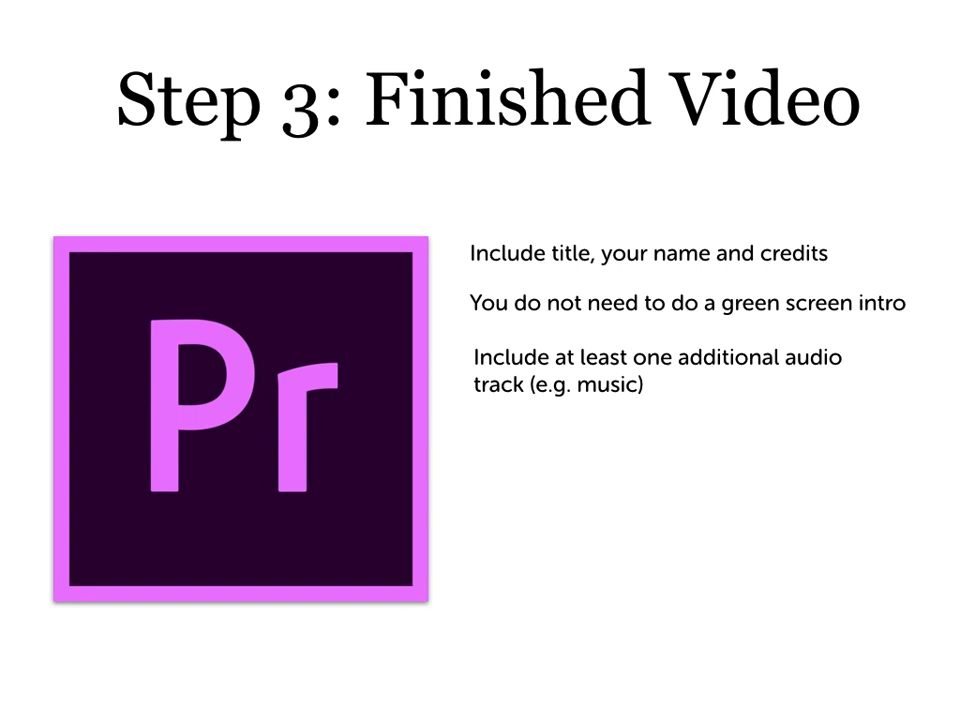 Step 3: Finished Video
Pr
Include title, your name and credits
You do not need to do a green screen intro
Include at least one additional audio
track (e.g. music)